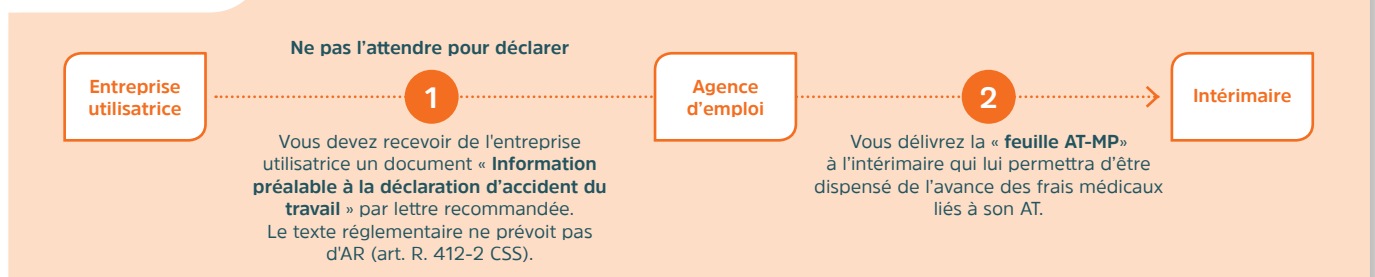 Ne pas l'attendre pour déclarer
Entreprise
utilisatrice
1
Agence
d'emploi
2
Intérimaire
Vous devez recevoir de l'entreprise
utilisatrice un document « Information
préalable à la déclaration d'accident du
travail » par lettre recommandée.
Le texte réglementaire ne prévoit pas
d'AR (art. R. 412-2 CSS).
Vous délivrez la « feuille AT-MP»
à l'intérimaire qui lui permettra d'être
dispensé de l'avance des frais médicaux
liés à son AT.